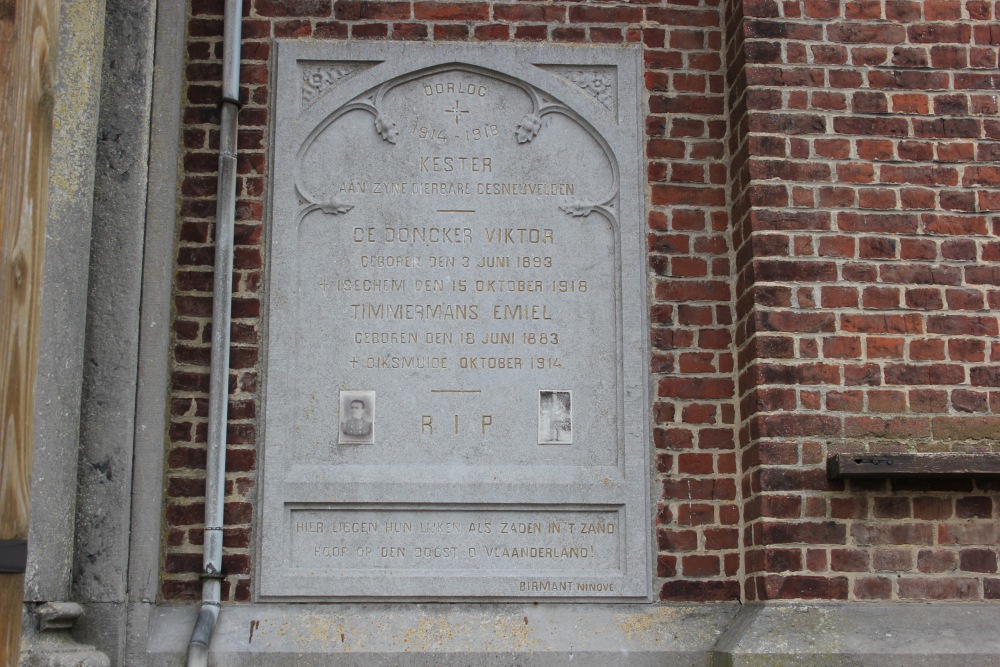 OORLOG
1914-1918
KESTER
AAN ZYNE DIERBARE GESNEUVELDEN
DE DONCKER VIKTOR
GEBOREN DEN 3 JUNI 1893
+ ISEGHEM DEN 15 OKTOBER 1918
TIMMERMANS EMIEL
GEBOREN DEN 18 JUNI 1883
+ DIKSMUIDE OKTOBER 1914
R I P
HIER LIGGEN HUN LIJKEN ALS ZADEN IN 'T ZAND
HOOP OP DEN OOGST O VLAANDERLAND!
BIRMANT NINOVE